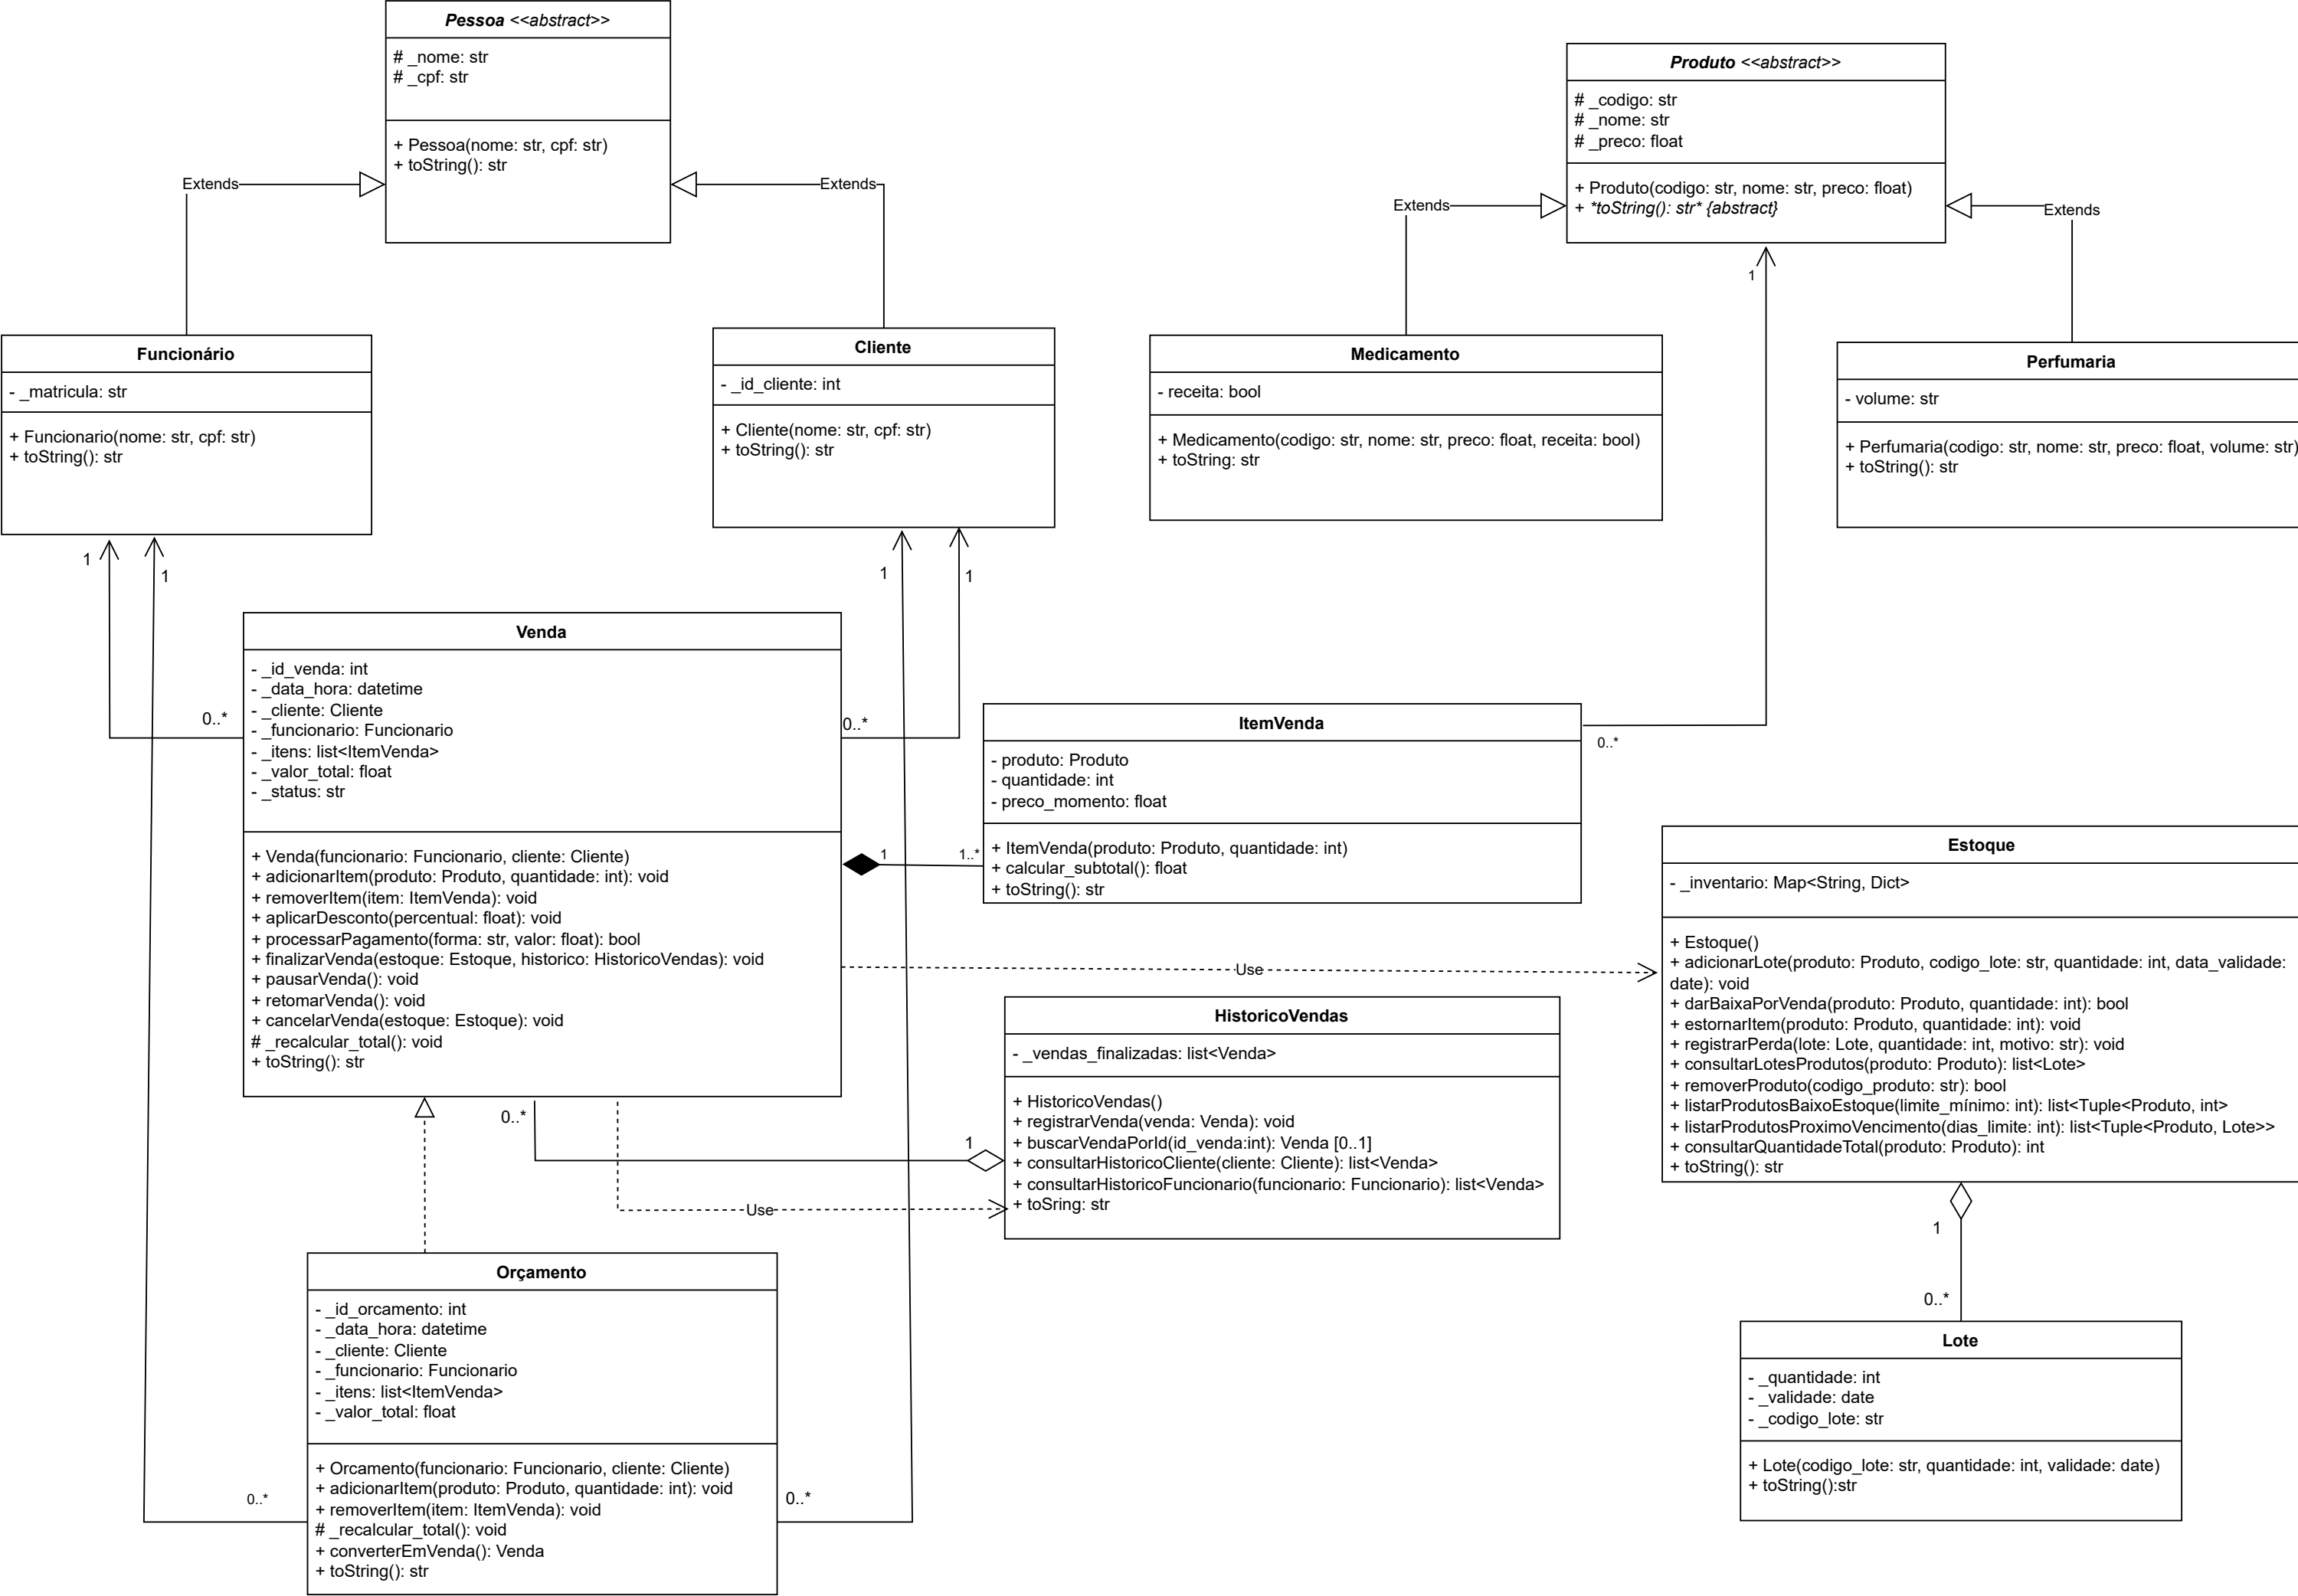 Pessoa <<abstract>>
# _nome: str
# _cpf: str
+ Pessoa(nome: str, cpf: str)
+ toString(): str
Produto <<abstract>>
# _codigo: str
# _nome: str
# _preco: float
+ Produto(codigo: str, nome: str, preco: float)
+ *toString(): str* {abstract}
Extends
Extends
Extends
Extends
1
Funcionário
- _matricula: str
+ Funcionario(nome: str, cpf: str)
+ toString(): str
Cliente
- _id_cliente: int
+ Cliente(nome: str, cpf: str)
+ toString(): str
Medicamento
- receita: bool
+ Medicamento(codigo: str, nome: str, preco: float, receita: bool)
+ toString: str
Perfumaria
- volume: str
+ Perfumaria(codigo: str, nome: str, preco: float, volume: str)
+ toString(): str
1
1
1
1
Venda
- _id_venda: int
- _data_hora: datetime
- _cliente: Cliente
- _funcionario: Funcionario
- _itens: list<ItemVenda>
- _valor_total: float
- _status: str
+ Venda(funcionario: Funcionario, cliente: Cliente)
+ adicionarItem(produto: Produto, quantidade: int): void
+ removerItem(item: ItemVenda): void
+ aplicarDesconto(percentual: float): void
+ processarPagamento(forma: str, valor: float): bool
+ finalizarVenda(estoque: Estoque, historico: HistoricoVendas): void
+ pausarVenda(): void
+ retomarVenda(): void
+ cancelarVenda(estoque: Estoque): void
# _recalcular_total(): void
+ toString(): str
0..*
0..*
ItemVenda
- produto: Produto
- quantidade: int
- preco_momento: float
+ ItemVenda(produto: Produto, quantidade: int)
+ calcular_subtotal(): float
+ toString(): str
0..*
1
1..*
Use
Estoque
- _inventario: Map<String, Dict>
+ Estoque()
+ adicionarLote(produto: Produto, codigo_lote: str, quantidade: int, data_validade:
date): void
+ darBaixaPorVenda(produto: Produto, quantidade: int): bool
+ estornarItem(produto: Produto, quantidade: int): void
+ registrarPerda(lote: Lote, quantidade: int, motivo: str): void
+ consultarLotesProdutos(produto: Produto): list<Lote>
+ removerProduto(codigo_produto: str): bool
+ listarProdutosBaixoEstoque(limite_mínimo: int): list<Tuple<Produto, int>
+ listarProdutosProximoVencimento(dias_limite: int): list<Tuple<Produto, Lote>>
+ consultarQuantidadeTotal(produto: Produto): int
+ toString(): str
HistoricoVendas
- _vendas_finalizadas: list<Venda>
+ HistoricoVendas()
+ registrarVenda(venda: Venda): void
+ buscarVendaPorId(id_venda:int): Venda [0..1]
+ consultarHistoricoCliente(cliente: Cliente): list<Venda>
+ consultarHistoricoFuncionario(funcionario: Funcionario): list<Venda>
+ toSring: str
0..*
1
Use
1
0..*
Orçamento
- _id_orcamento: int
- _data_hora: datetime
- _cliente: Cliente
- _funcionario: Funcionario
- _itens: list<ItemVenda>
- _valor_total: float
+ Orcamento(funcionario: Funcionario, cliente: Cliente)
+ adicionarItem(produto: Produto, quantidade: int): void
+ removerItem(item: ItemVenda): void
# _recalcular_total(): void
+ converterEmVenda(): Venda
+ toString(): str
0..*
0..*
Lote
- _quantidade: int
- _validade: date
- _codigo_lote: str
+ Lote(codigo_lote: str, quantidade: int, validade: date)
+ toString():str